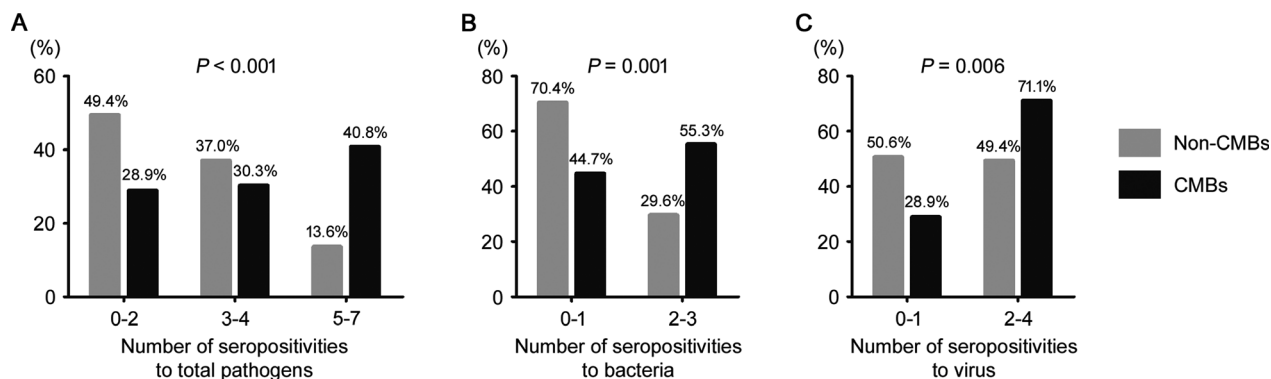 A
(%)
P < 0.001
60
40
20
0
49.4%
28.9%
37.0%
30.3%
13.6%
40.8%
0-2
3-4
5-7
Number of seropositivities
to total pathogens
B
(%)
P = 0.001
80
60
40
20
0
70.4%
44.7%
29.6%
55.3%
0-1
2-3
Number of seropositivities
to bacteria
C
(%)
P = 0.006
80
60
40
20
0
50.6%
28.9%
49.4%
71.1%
0-1
2-4
Number of seropositivities
to virus
Non-CMBs
CMBs